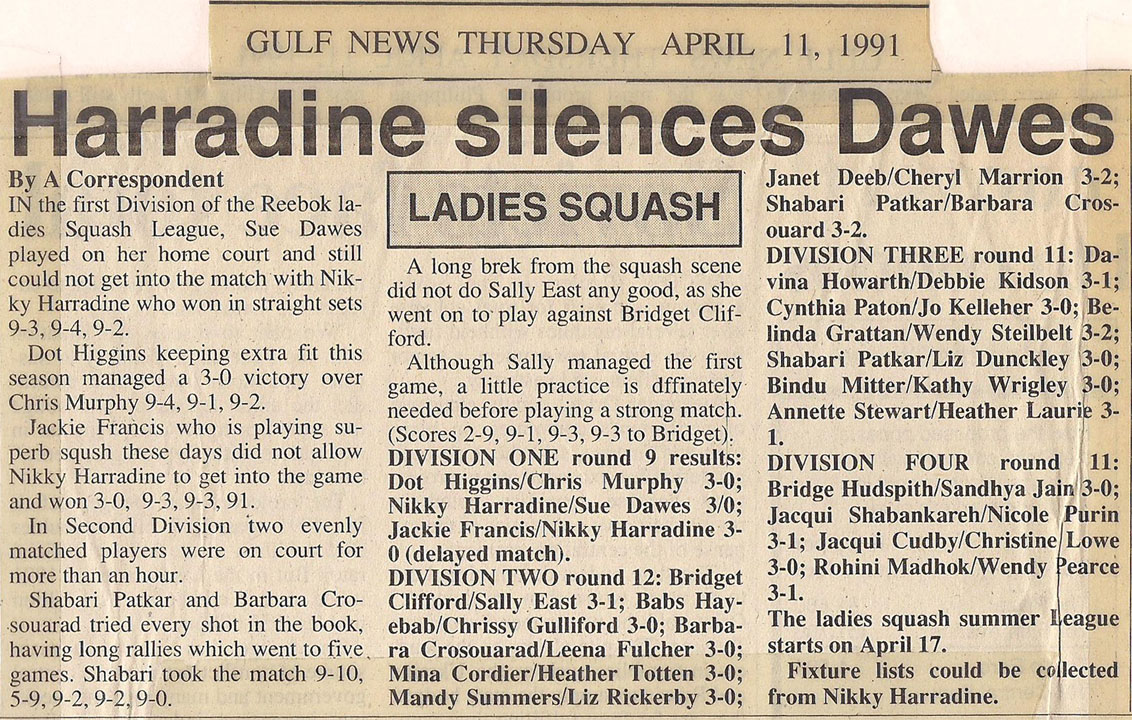 GULF NEWS THURSDAY APRIL 11, 1991
Harradine silences Dawes
By A Correspondent
IN the first Division of the Reebok la-
dies Squash League, Sue Dawes
played on her home court and still
could not get into the match with Nik-
ky Harradine who won in straight sets
9-3, 9-4, 9-2.
Dot Higgins keeping extra fit this
season managed a 3-0 victory over
Chris Murphy 9-4, 9-1, 9-2.
Jackie Francis who is playing su-
perb sqush these days did not allow
Nikky Harradine to get into the game
and won 3-0, 9-3, 9-3, 91.
In Second Division two evenly
matched players were on court for
more than an hour.
Shabari Patkar and Barbara Cro-
souarad tried every shot in the book,
having long rallies which went to five
games. Shabari took the match 9-10,
5-9, 9-2, 9-2, 9-0.
LADIES SQUASH
A long brek from the squash scene
did not do Sally East any good, as she
went on to play against Bridget Clif-
ford.
Although Sally managed the first
game, a little practice is dffinately
needed before playing a strong match.
(Scores 2-9, 9-1, 9-3, 9-3 to Bridget).
DIVISION ONE round 9 results:
Dot Higgins/Chris Murphy 3-0;
Nikky Harradine/Sue Dawes 3/0;
Jackie Francis/Nikky Harradine 3-
0 (delayed match).
DIVISION TWO round 12: Bridget
Clifford/Sally East 3-1; Babs Hay-
ebab/Chrissy Gulliford 3-0; Barba-
ra Crosouarad/Leena Fulcher 3-0;
Mina Cordier/Heather Totten 3-0;
Mandy Summers/Liz Rickerby 3-0;
Janet Deeb/Cheryl Marrion 3-2;
Shabari Patkar/Barbara Cros-
ouard 3-2.
DIVISION THREE round 11: Da-
vina Howarth/Debbie Kidson 3-1;
Cynthia Paton/Jo Kelleher 3-0; Be-
linda Grattan/Wendy Steilbelt 3-2;
Shabari Patkar/Liz Dunckley 3-0;
Bindu Mitter/Kathy Wrigley 3-0;
Annette Stewart/Heather Laurie 3-
1.
DIVISION FOUR round 11:
Bridge Hudspith/Sandhya Jain 3-0;
Jacqui Shabankareh/Nicole Purin
3-1; Jacqui Cudby/Christine Lowe
3-0; Rohini Madhok/Wendy Pearce
3-1.
The ladies squash summer League
starts on April 17.
Fixture lists could be collected
from Nikky Harradine.